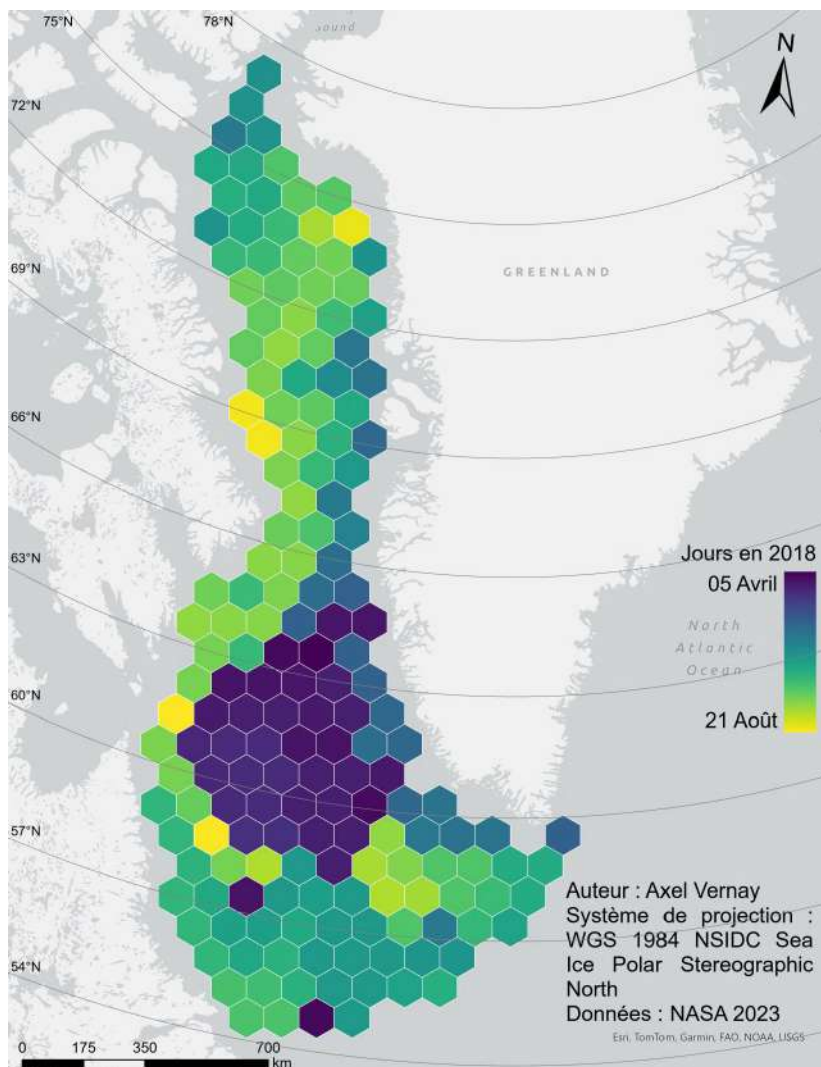 75°N
78°N
Sound
N
72°N
69°N
GREENLAND
66°N
63°N
Jours en 2018
05 Avril
North
Atlantic
Ocean
60°N
21 Août
57°N
Auteur : Axel Vernay
Système de projection :
WGS 1984 NSIDC Sea
Ice Polar Stereographic
North
Données : NASA 2023
54°N
Esri, TomTom, Garmin, FAO, NOAA, USGS
0 175 350 700
km